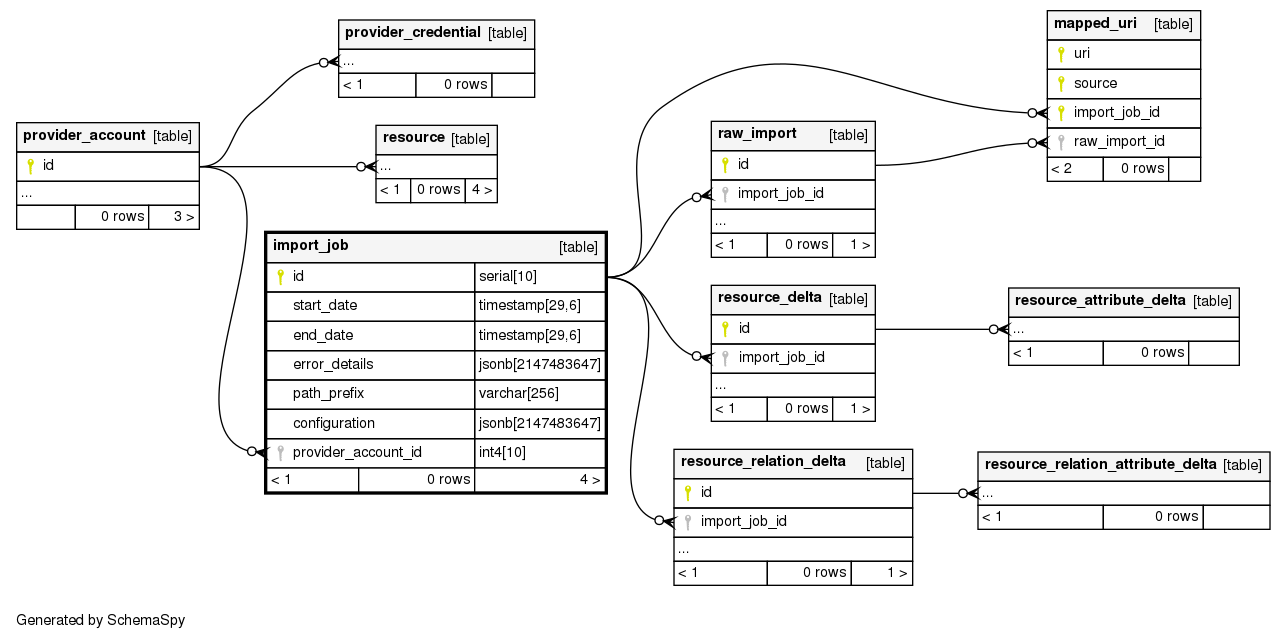 provider_credential [table]
...
< 1 0 rows
provider_account [table]
id
...
0 rows 3 >
resource [table]
...
< 1 0 rows 4 >
import_job [table]
id serial[10]
start_date timestamp[29,6]
end_date timestamp[29,6]
error_details jsonb[2147483647]
path_prefix varchar[256]
configuration jsonb[2147483647]
provider_account_id int4[10]
< 1 0 rows 4 >
mapped_uri [table]
uri
source
import_job_id
raw_import_id
< 2 0 rows
raw_import [table]
id
import_job_id
...
< 1 0 rows 1 >
resource_delta [table]
id
import_job_id
...
< 1 0 rows 1 >
resource_attribute_delta [table]
...
< 1 0 rows
resource_relation_delta [table]
id
import_job_id
...
< 1 0 rows 1 >
resource_relation_attribute_delta [table]
...
< 1 0 rows
Generated by SchemaSpy